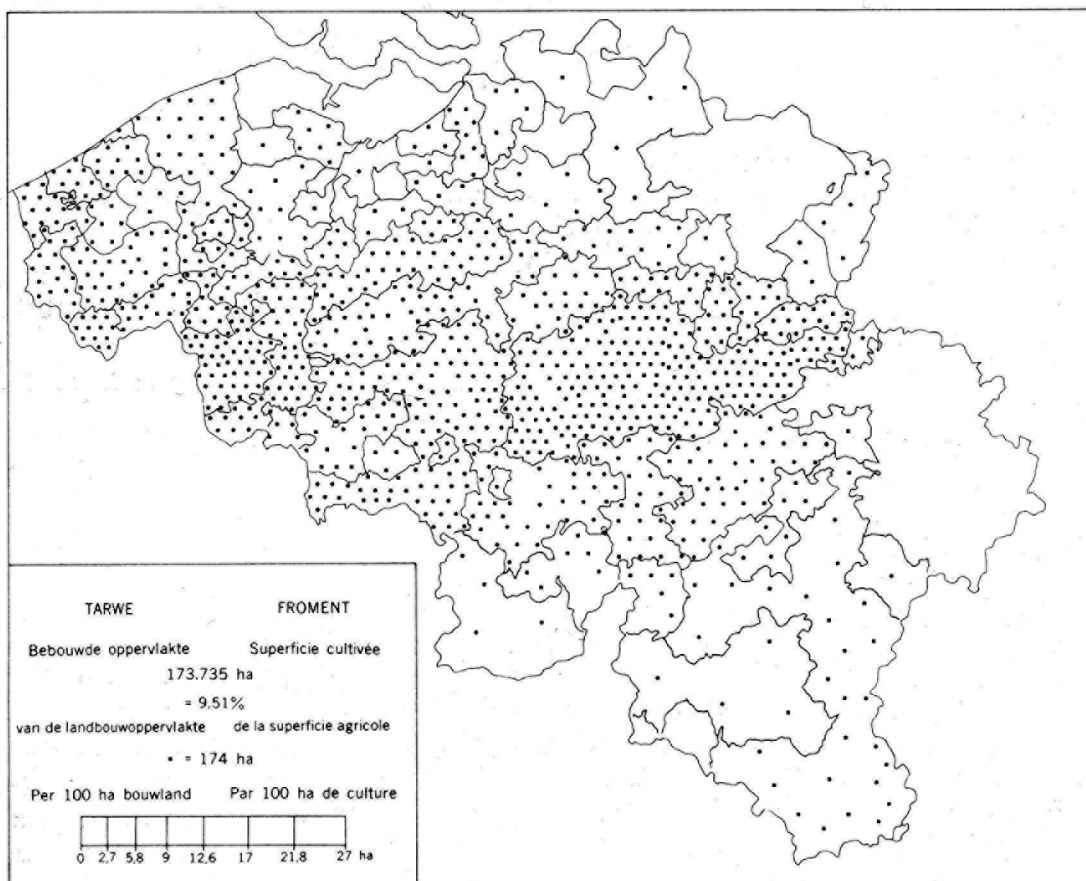 TARWE FROMENT
Bebouwde oppervlakte Superficie cultivée
173.735 ha
= 9.51%
van de landbouwoppervlakte de la superficie agricole
• = 174 ha
Per 100 ha bouwland Par 100 ha de culture
0 2,7 5,8 9 12,6 17 21,8 27 ha